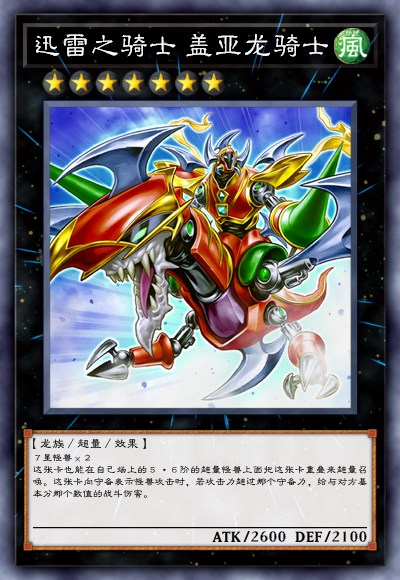 迅雷之骑士 盖亚龙骑士 風
【龙族／超量／效果】
７星怪兽×２
这张卡也能在自己场上的５·６阶的超量怪兽上面把这张卡重叠来超量召
唤。这张卡向守备表示怪兽攻击时，若攻击力超过那个守备力，给与对方基
本分那个数值的战斗伤害。
ATK/2600 DEF/2100